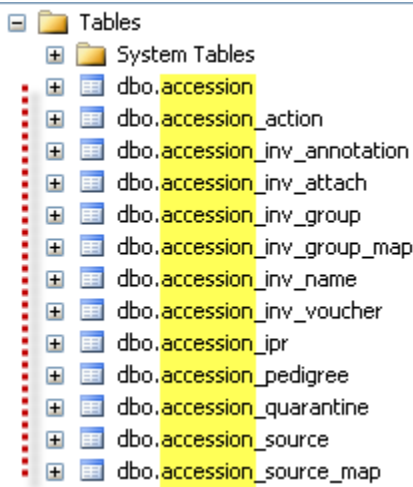 Tables
System Tables
dbo.accession
dbo.accession_action
dbo.accession_inv_annotation
dbo.accession_inv_attach
dbo.accession_inv_group
dbo.accession_inv_group_map
dbo.accession_inv_name
dbo.accession_inv_voucher
dbo.accession_ipr
dbo.accession_pedigree
dbo.accession_quarantine
dbo.accession_source
dbo.accession_source_map